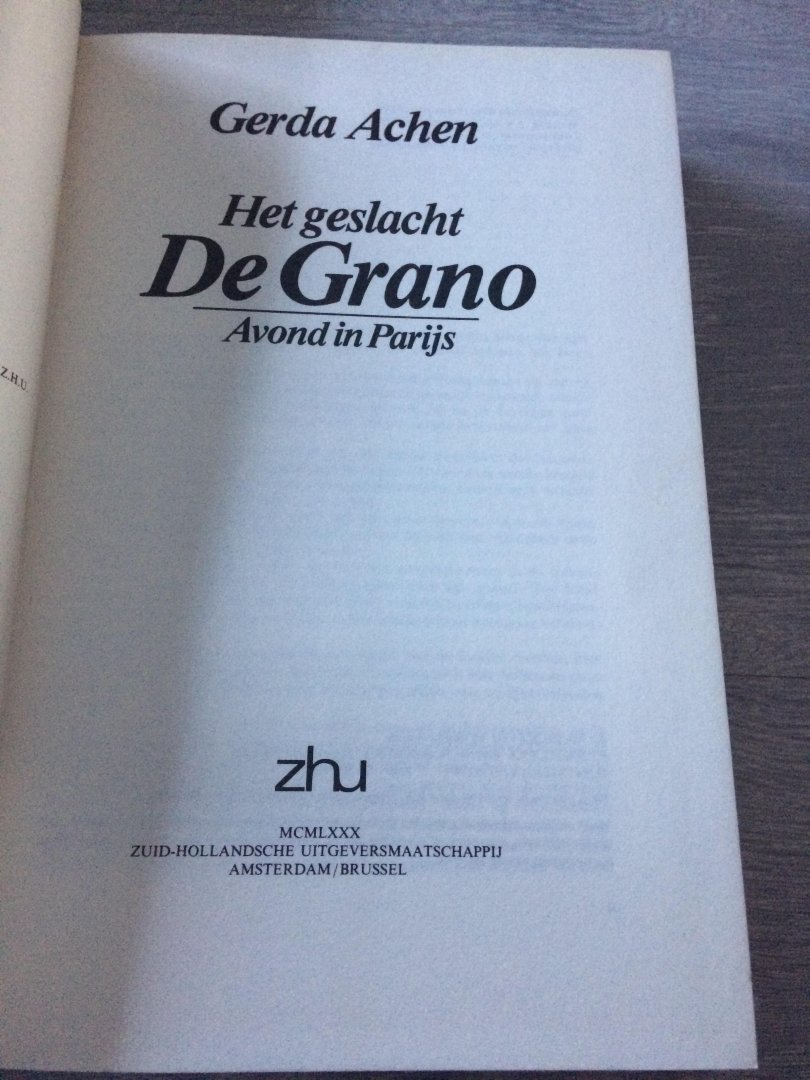 Z.H.U.
Gerda Achen
Het geslacht
De Grano
Avond in Parijs
zhu
MCMLXXX
ZUID-HOLLANDSCHE UITGEVERSMAATSCHAPPIJ
AMSTERDAM/BRUSSEL